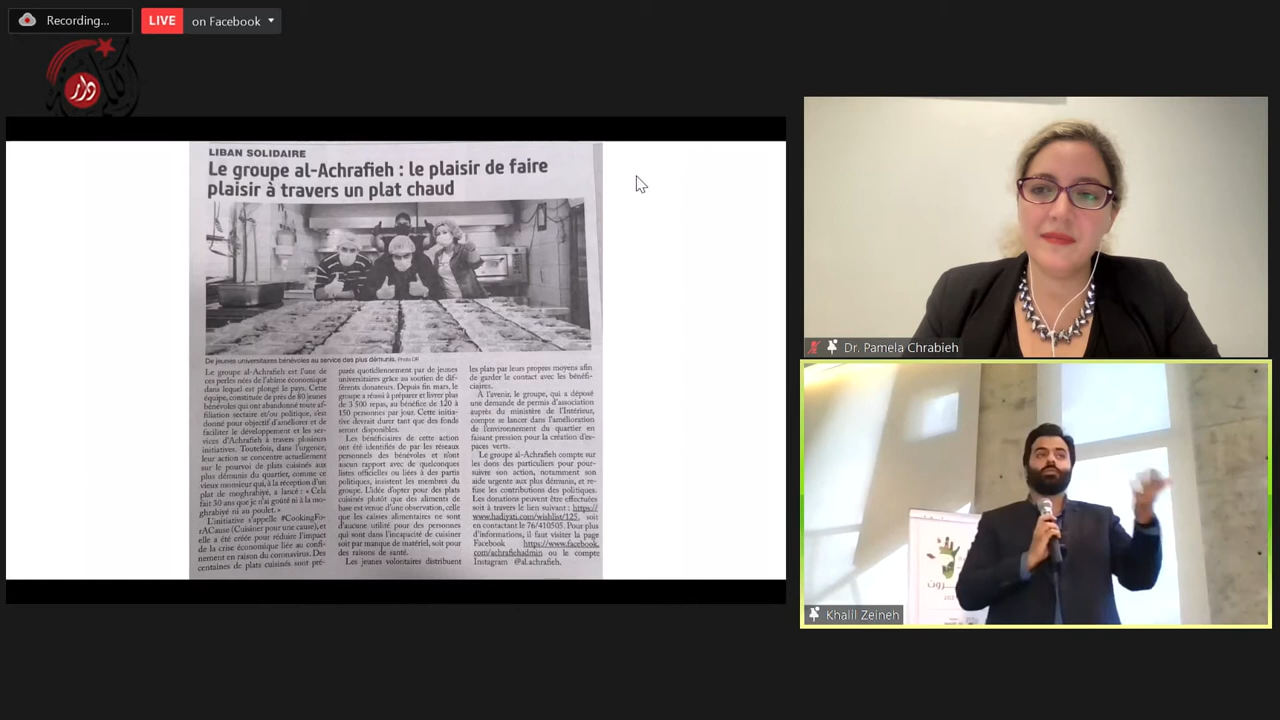 Recording...
LIVE on Facebook
دار
LIBAN SOLIDAIRE
Le groupe al-Achrafieh : le plaisir de faire
plaisir à travers un plat chaud
De jeunes universitaires bénévoles au service des plus démunis. Photo DR
Le groupe al-Achrafieh est l'une de
ces perles nées de l'abîme économique
dans lequel est plongé le pays. Cette
équipe, constituée de près de 80 jeunes
bénévoles qui ont abandonné toute af-
filiation sectaire et/ou politique, s'est
donné pour objectif d'améliorer et de
faciliter le développement et les ser-
vices d'Achrafieh à travers plusieurs
initiatives. Toutefois, dans l'urgence,
leur action se concentre actuellement
sur le pourvoi de plats cuisinés aux
plus démunis du quartier, comme ce
vieux monsieur qui, à la réception d'un
plat de moghrabiyé, a lancé : « Cela
fait 30 ans que je n'ai goûté ni à la mo-
ghrabiyé ni au poulet. »
L'initiative s'appelle #CookingFo-
rACause (Cuisiner pour une cause), et
elle a été créée pour réduire l'impact
de la crise économique liée au confi-
nement en raison du coronavirus. Des
centaines de plats cuisinés sont pré-
parés quotidiennement par de jeunes
universitaires grâce au soutien de dif-
férents donateurs. Depuis fin mars, le
groupe a réussi à préparer et livrer plus
de 3 500 repas, au bénéfice de 120 à
150 personnes par jour. Cette initia-
tive devrait durer tant que des fonds
seront disponibles.
Les bénéficiaires de cette action
ont été identifiés de par les réseaux
personnels des bénévoles et n'ont
aucun rapport avec de quelconques
listes officielles ou liées à des partis
politiques, insistent les membres du
groupe. L'idée d'opter pour des plats
cuisinés plutôt que des aliments de
base est venue d'une observation, celle
que les caisses alimentaires ne sont
d'aucune utilité pour des personnes
qui sont dans l'incapacité de cuisiner
soit par manque de matériel, soit pour
des raisons de santé.
Les jeunes volontaires distribuent
les plats par leurs propres moyens afin
de garder le contact avec les bénéfi-
ciaires.
À l'avenir, le groupe, qui a déposé
une demande de permis d'association
auprès du ministère de l'Intérieur,
compte se lancer dans l'amélioration
de l'environnement du quartier en
faisant pression pour la création d'es-
paces verts.
Le groupe al-Achrafieh compte sur
les dons des particuliers pour pour-
suivre son action, notamment son
aide urgente aux plus démunis, et re-
fuse les contributions des politiques.
Les donations peuvent être effectuées
soit à travers le lien suivant : https://
www.hadiyati.com/wishlist/125, soit
en contactant le 76/410505. Pour plus
d'informations, il faut visiter la page
Facebook https://www.facebook.
com/achrafiehadmin ou le compte
Instagram @al.achrafieh.
Dr. Pamela Chrabieh
Khalil Zeineh